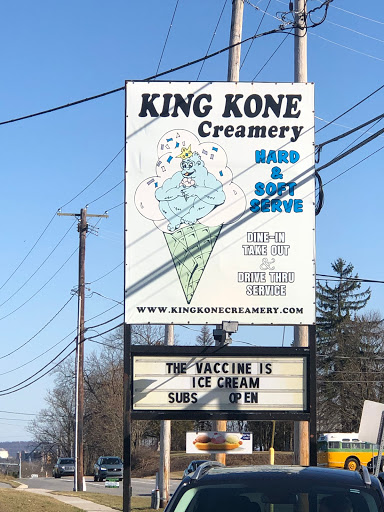 KING KONE
Creamery
HARD
&
SOFT
SERVE
DINE-IN
TAKE OUT
&
DRIVE THRU
SERVICE
WWW.KINGKONECREAMERY.COM
THE VACCINE IS
ICE CREAM
SUBS OPEN